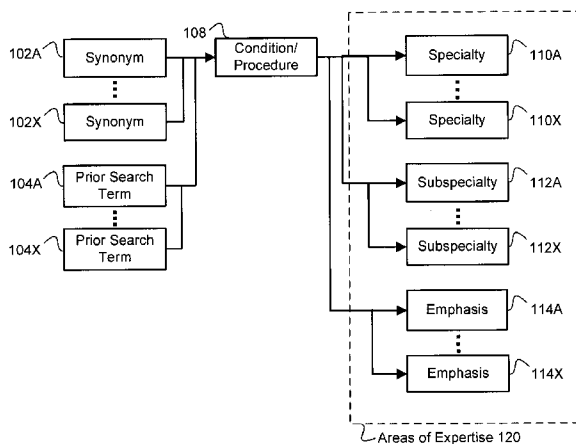 108
102A
Synonym
Condition/
Procedure
Specialty
110A
102X
Synonym
Specialty
110X
104A
Prior Search
Term
Subspecialty
112A
104X
Prior Search
Term
Subspecialty
112X
Emphasis
114A
Emphasis
114X
Areas of Expertise 120